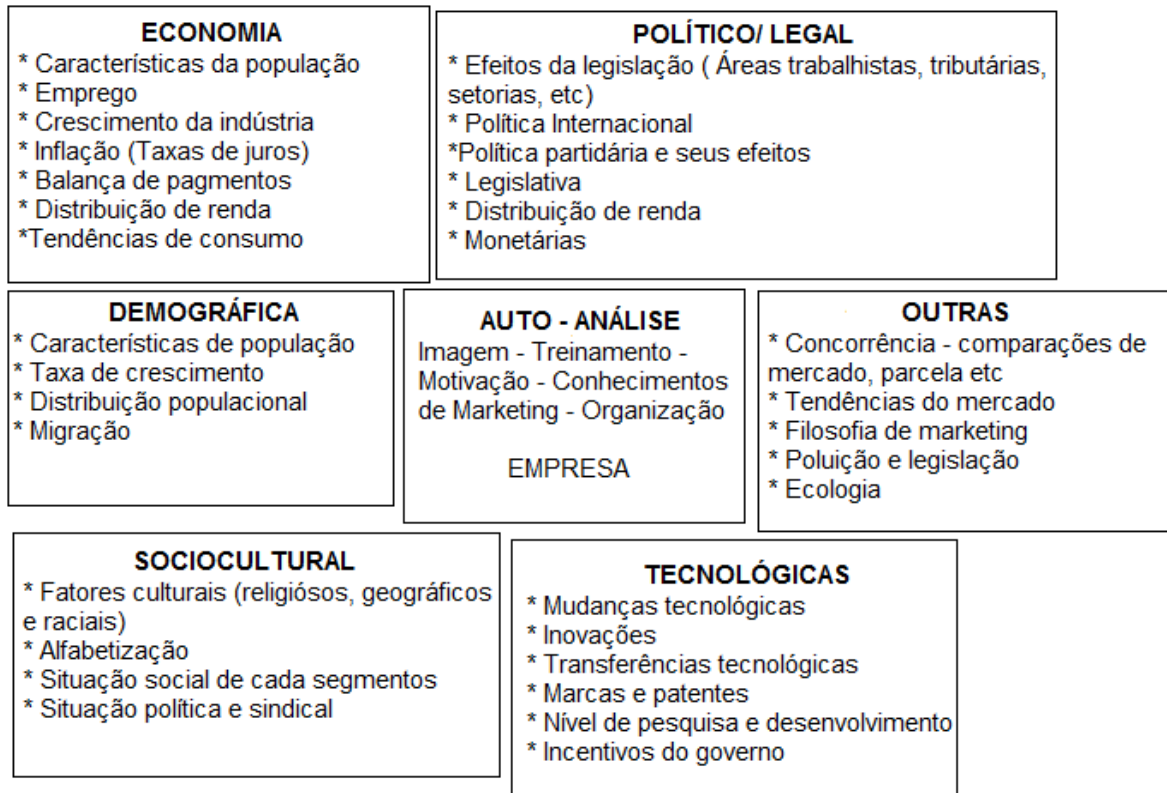 ECONOMIA
* Características da população
* Emprego
* Crescimento da indústria
* Inflação (Taxas de juros)
* Balança de pagmentos
* Distribuição de renda
*Tendências de consumo
POLÍTICO/ LEGAL
* Efeitos da legislação ( Áreas trabalhistas, tributárias,
setorias, etc)
* Política Internacional
*Política partidária e seus efeitos
* Legislativa
* Distribuição de renda
* Monetárias
DEMOGRÁFICA
* Características de população
* Taxa de crescimento
* Distribuição populacional
* Migração
AUTO - ANÁLISE
Imagem - Treinamento -
Motivação - Conhecimentos
de Marketing - Organização
EMPRESA
OUTRAS
* Concorrência - comparações de
mercado, parcela etc
* Tendências do mercado
* Filosofia de marketing
* Poluição e legislação
* Ecologia
SOCIOCULTURAL
* Fatores culturais (religiósos, geográficos
e raciais)
* Alfabetização
* Situação social de cada segmentos
* Situação política e sindical
TECNOLÓGICAS
* Mudanças tecnológicas
* Inovações
* Transferências tecnológicas
* Marcas e patentes
* Nível de pesquisa e desenvolvimento
* Incentivos do governo